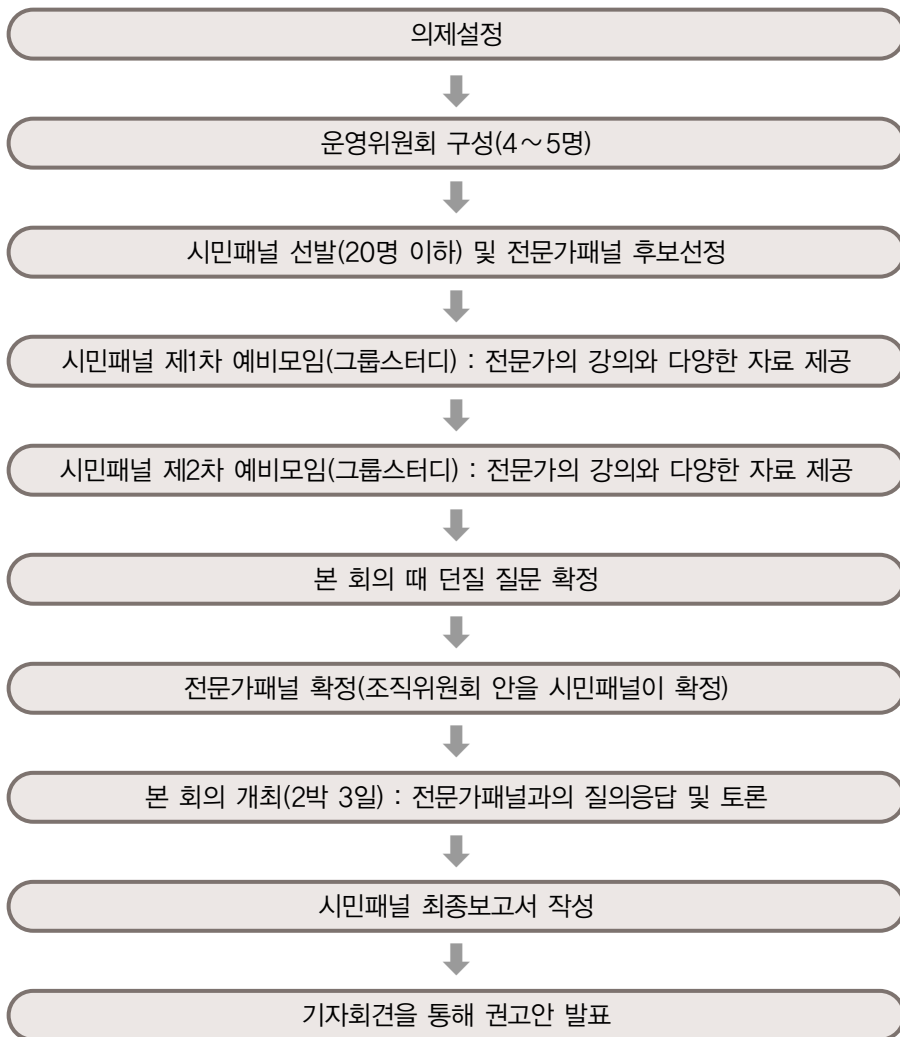 의제설정
운영위원회 구성(4～5명)
시민패널 선발(20명 이하) 및 전문가패널 후보선정
시민패널 제1차 예비모임(그룹스터디) : 전문가의 강의와 다양한 자료 제공
시민패널 제2차 예비모임(그룹스터디) : 전문가의 강의와 다양한 자료 제공
본 회의 때 던질 질문 확정
전문가패널 확정(조직위원회 안을 시민패널이 확정)
본 회의 개최(2박 3일) : 전문가패널과의 질의응답 및 토론
시민패널 최종보고서 작성
기자회견을 통해 권고안 발표